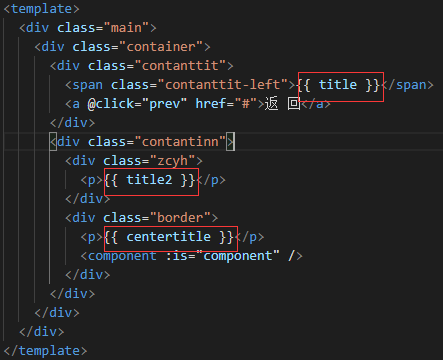 <template>
<div class="main">
<div class="container">
<div class="contanttit">
<span class="contanttit-left">{{ title }}</span>
<a @click="prev" href="#">返 回</a>
</div>
<div class="contantinn">
<div class="zcyh">
<p>{{ title2 }}</p>
</div>
<div class="border">
<p>{{ centertitle }}</p>
<component :is="component" />
</div>
</div>
</div>
</div>
</template>